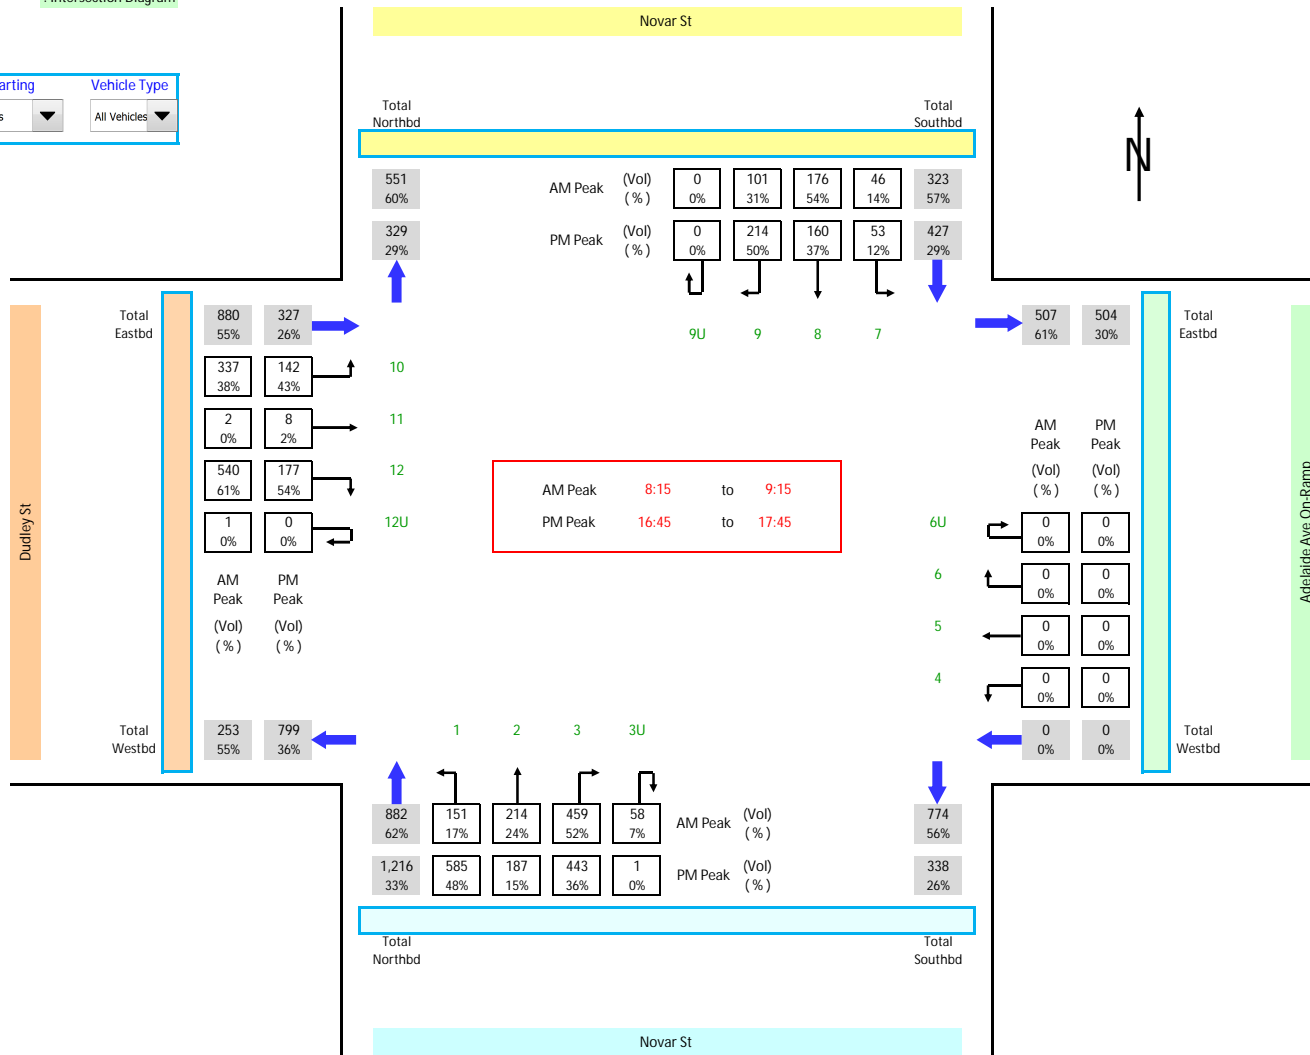 Intersection Diagram
Novar St
arting
Vehicle Type
s
All Vehicles
Total
Northbd
Total
Southbd
N
551
60%
AM Peak
(Vol)
(%)
0
0%
101
31%
176
54%
46
14%
323
57%
329
29%
PM Peak
(Vol)
(%)
0
0%
214
50%
160
37%
53
12%
427
29%
9U
9
8
7
Total
Eastbd
880
55%
327
26%
337
38%
142
43%
10
2
0%
8
2%
11
540
61%
177
54%
12
1
0%
0
0%
12U
AM
Peak
(Vol)
(%)
PM
Peak
(Vol)
(%)
Dudley St
Total
Westbd
253
55%
799
36%
AM Peak 8:15 to 9:15
PM Peak 16:45 to 17:45
507
61%
504
30%
Total
Eastbd
AM
Peak
(Vol)
(%)
PM
Peak
(Vol)
(%)
6U
0
0%
0
0%
6
0
0%
0
0%
5
0
0%
0
0%
4
0
0%
0
0%
0
0%
0
0%
Total
Westbd
Adelaide Ave On-Ramp
1
2
3
3U
882
62%
151
17%
214
24%
459
52%
58
7%
AM Peak
(Vol)
(%)
774
56%
1,216
33%
585
48%
187
15%
443
36%
1
0%
PM Peak
(Vol)
(%)
338
26%
Total
Northbd
Total
Southbd
Novar St